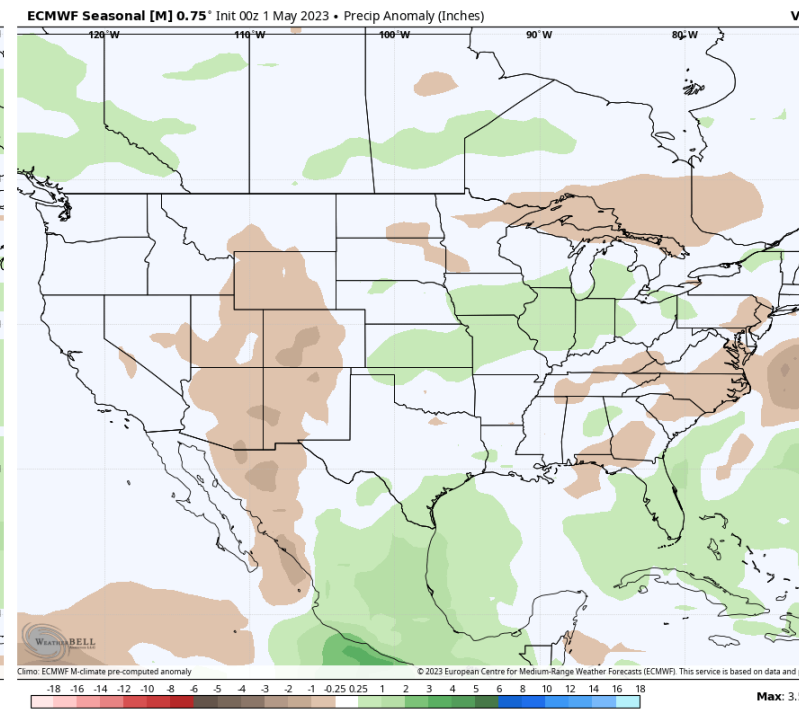 ECMWF Seasonal [M] 0.75° Init 00z 1 May 2023 • Precip Anomaly (Inches) V
120°W 110°W 100°W 90°W 80°W
WEATHERBELL
Climo: ECMWF M-climate pre-computed anomaly © 2023 European Centre for Medium-Range Weather Forecasts (ECMWF). This service is based on data and
-18 -16 -14 -12 -10 -8 -6 -5 -4 -3 -2 -1 -0.25 0.25 1 2 3 4 5 6 8 10 12 14 16 18
Max: 3.